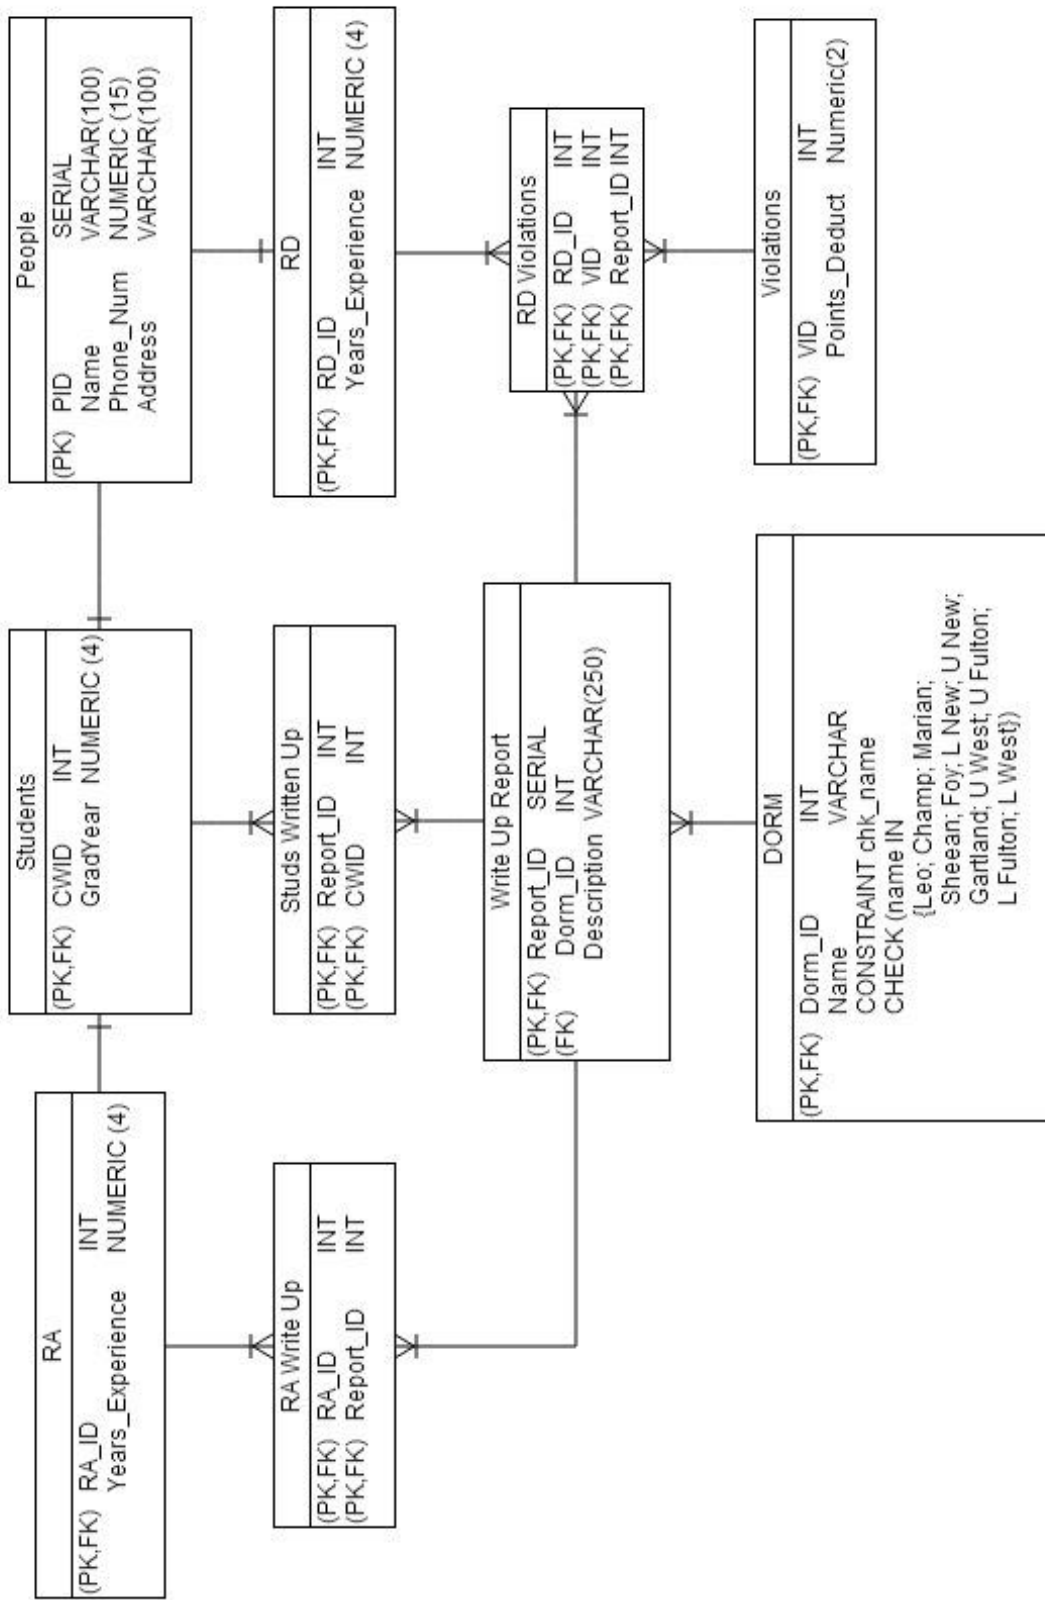 RA
(PK,FK) RA_ID INT
Years_Experience NUMERIC (4)
Students
(PK,FK) CWID INT
GradYear NUMERIC (4)
People
(PK) PID SERIAL
Name VARCHAR(100)
Phone_Num NUMERIC (15)
Address VARCHAR(100)
RA Write Up
(PK,FK) RA_ID INT
(PK,FK) Report_ID INT
Studs Written Up
(PK,FK) Report_ID INT
(PK,FK) CWID INT
RD
(PK,FK) RD_ID INT
Years_Experience NUMERIC (4)
Write Up Report
(PK,FK) Report_ID SERIAL
(FK) Dorm_ID INT
Description VARCHAR(250)
RD Violations
(PK,FK) RD_ID INT
(PK,FK) VID INT
(PK,FK) Report_ID INT
DORM
(PK,FK) Dorm_ID INT
Name VARCHAR
CONSTRAINT chk_name
CHECK (name IN
{Leo; Champ; Marian;
Sheean; Foy; L New; U New;
Gartland; U West; U Fulton;
L Fulton; L West})
Violations
(PK,FK) VID INT
Points_Deduct Numeric(2)